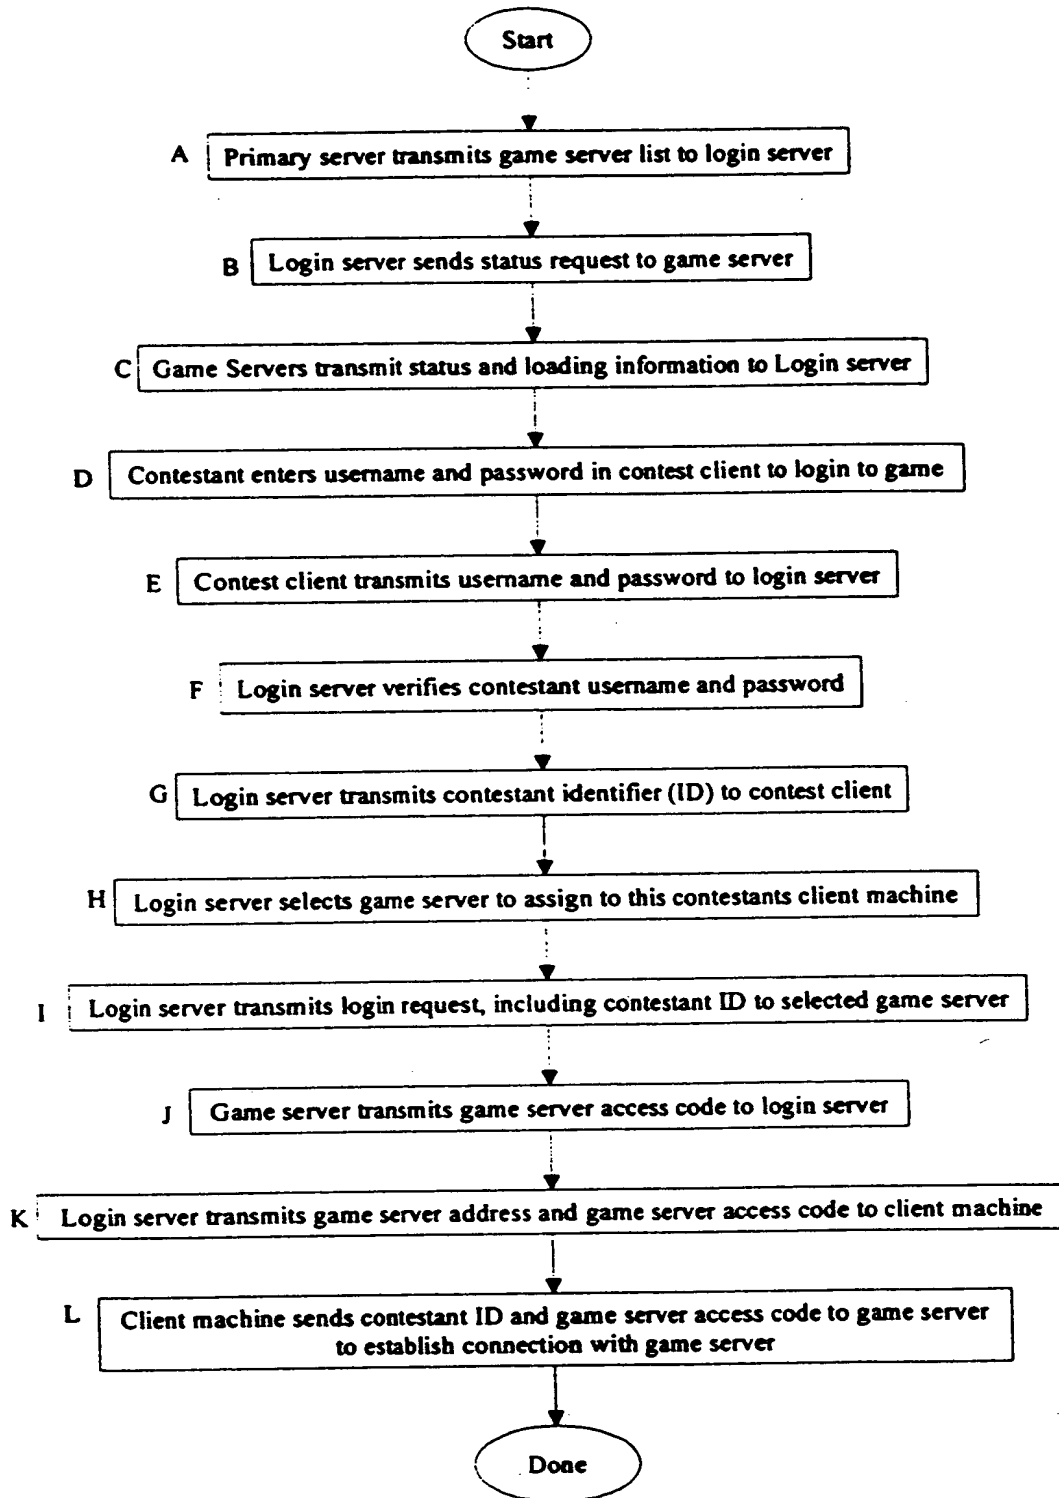 Start
A Primary server transmits game server list to login server
B Login server sends status request to game server
C Game Servers transmit status and loading information to Login server
D Contestant enters username and password in contest client to login to game
E Contest client transmits username and password to login server
F Login server verifies contestant username and password
G Login server transmits contestant identifier (ID) to contest client
H Login server selects game server to assign to this contestants client machine
I Login server transmits login request, including contestant ID to selected game server
J Game server transmits game server access code to login server
K Login server transmits game server address and game server access code to client machine
L Client machine sends contestant ID and game server access code to game server
to establish connection with game server
Done